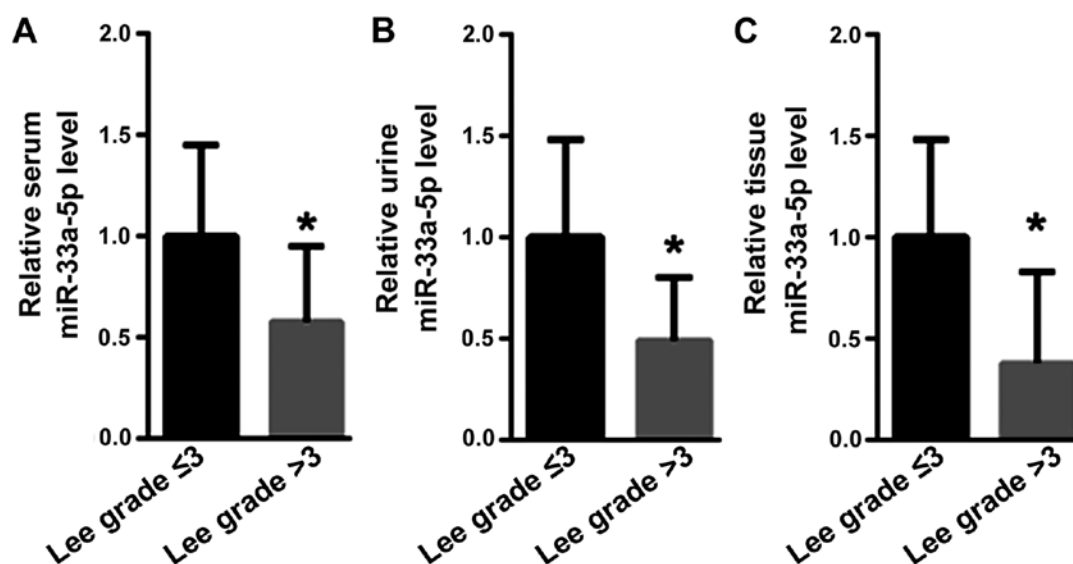 A
Relative serum
miR-33a-5p level
2.0
1.5
1.0
0.5
0.0
*
Lee grade ≤3
Lee grade >3
B
Relative urine
miR-33a-5p level
2.0
1.5
1.0
0.5
0.0
*
Lee grade ≤3
Lee grade >3
C
Relative tissue
miR-33a-5p level
2.0
1.5
1.0
0.5
0.0
*
Lee grade ≤3
Lee grade >3